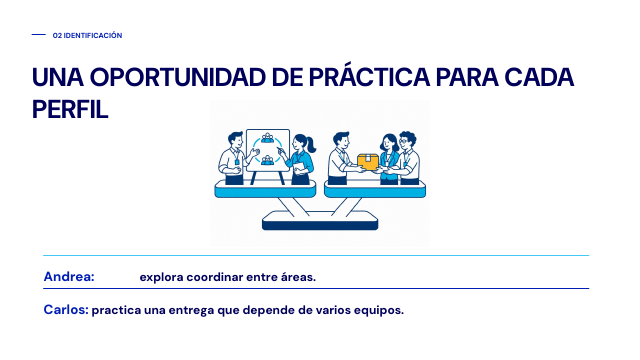 02 IDENTIFICACIÓN
UNA OPORTUNIDAD DE PRÁCTICA PARA CADA
PERFIL
Andrea: explora coordinar entre áreas.
Carlos: practica una entrega que depende de varios equipos.